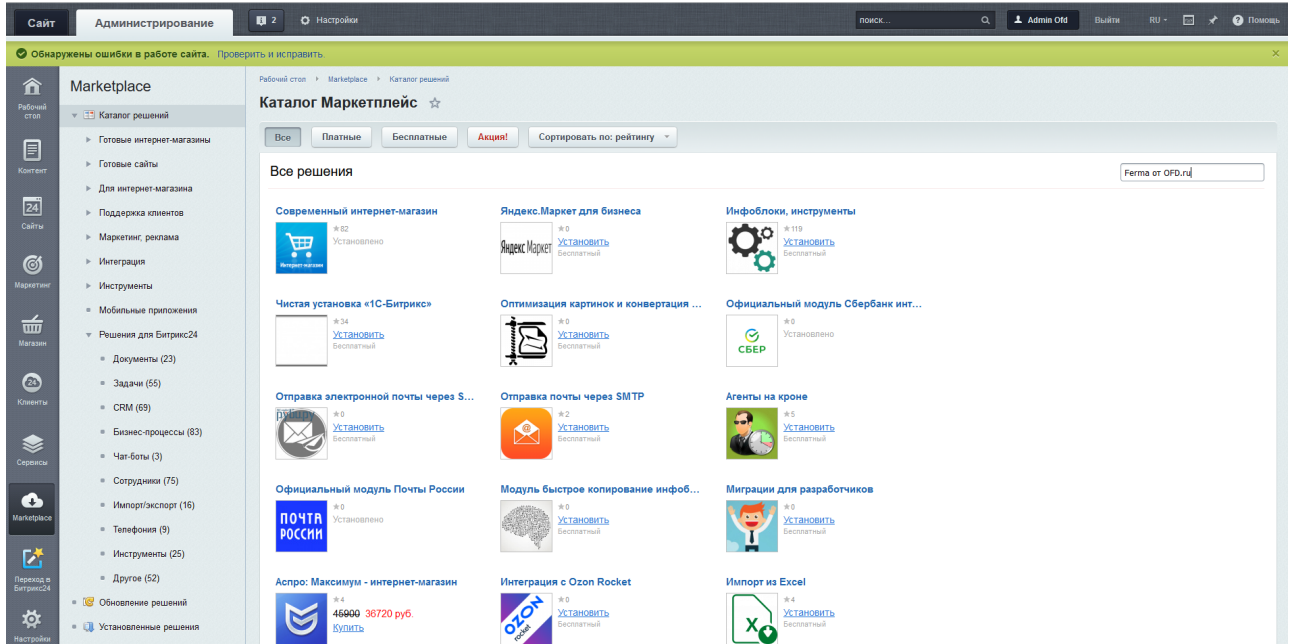 Сайт
Администрирование
2
Настройки
поиск...
Admin Ofd
Выйти
RU
Помощь
Обнаружены ошибки в работе сайта. Проверить и исправить.
Рабочий стол
Контент
24
Сайты
Маркетинг
Магазин
24
Клиенты
Сервисы
Marketplace
Переход в Битрикс24
Настройки
Marketplace
Каталог решений
Готовые интернет-магазины
Готовые сайты
Для интернет-магазина
Поддержка клиентов
Маркетинг, реклама
Интеграция
Инструменты
Мобильные приложения
Решения для Битрикс24
Документы (23)
Задачи (55)
CRM (69)
Бизнес-процессы (83)
Чат-боты (3)
Сотрудники (75)
Импорт/экспорт (16)
Телефония (9)
Инструменты (25)
Другое (52)
Обновление решений
Установленные решения
Рабочий стол Marketplace Каталог решений
Каталог Маркетплейс
Все Платные Бесплатные Акция! Сортировать по: рейтингу
Все решения
Ferma от OFD.ru
Современный интернет-магазин
Интернет-магазин
82
Установлено
Яндекс.Маркет для бизнеса
Яндекс Маркет
0
Установить
Бесплатный
Инфоблоки, инструменты
119
Установить
Бесплатный
Чистая установка «1С-Битрикс»
34
Установить
Бесплатный
Оптимизация картинок и конвертация ...
0
Установить
Бесплатный
Официальный модуль Сбербанк инт...
СБЕР
0
Установлено
Отправка электронной почты через S...
0
Установить
Бесплатный
Отправка почты через SMTP
2
Установить
Бесплатный
Агенты на кроне
5
Установить
Бесплатный
Официальный модуль Почты России
ПОЧТА РОССИИ
0
Установлено
Модуль быстрое копирование инфоб...
0
Установить
Бесплатный
Миграции для разработчиков
0
Установить
Бесплатный
Аспро: Максимум - интернет-магазин
4
45900 36720 руб.
Купить
Интеграция с Ozon Rocket
OZON rocket
0
Установить
Бесплатный
Импорт из Excel
X
4
Установить
Бесплатный